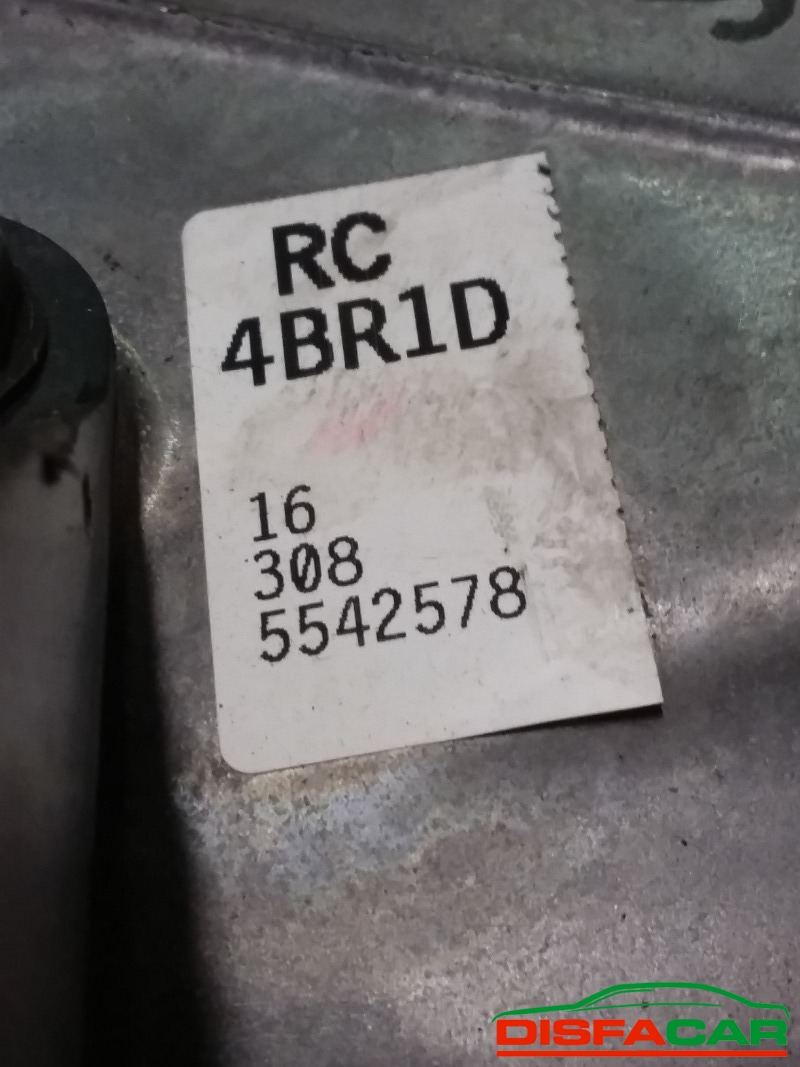 RC
4BR1D
16
308
5542578
DISFACAR